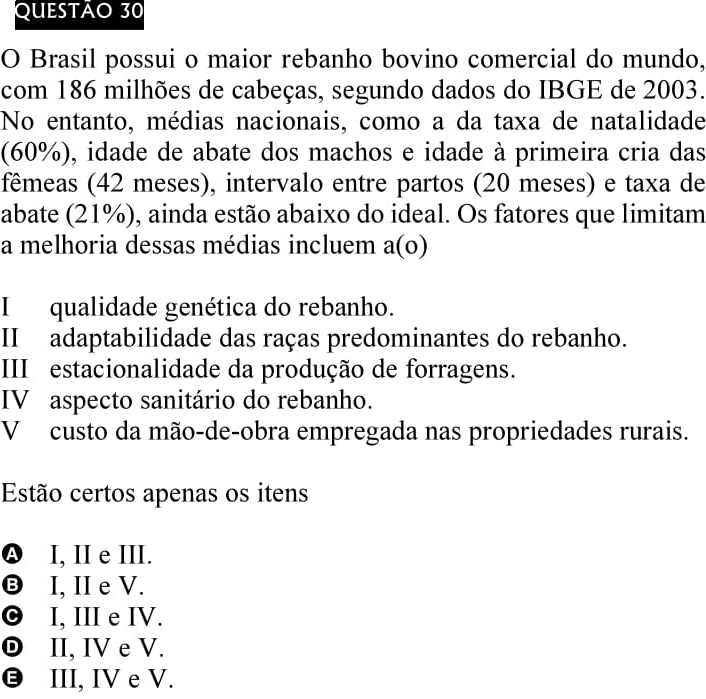 QUESTÃO 30
O Brasil possui o maior rebanho bovino comercial do mundo,
com 186 milhões de cabeças, segundo dados do IBGE de 2003.
No entanto, médias nacionais, como a da taxa de natalidade
(60%), idade de abate dos machos e idade à primeira cria das
fêmeas (42 meses), intervalo entre partos (20 meses) e taxa de
abate (21%), ainda estão abaixo do ideal. Os fatores que limitam
a melhoria dessas médias incluem a(o)
I qualidade genética do rebanho.
II adaptabilidade das raças predominantes do rebanho.
III estacionalidade da produção de forragens.
IV aspecto sanitário do rebanho.
V custo da mão-de-obra empregada nas propriedades rurais.
Estão certos apenas os itens
A I, II e III.
B I, II e V.
C I, III e IV.
D II, IV e V.
E III, IV e V.